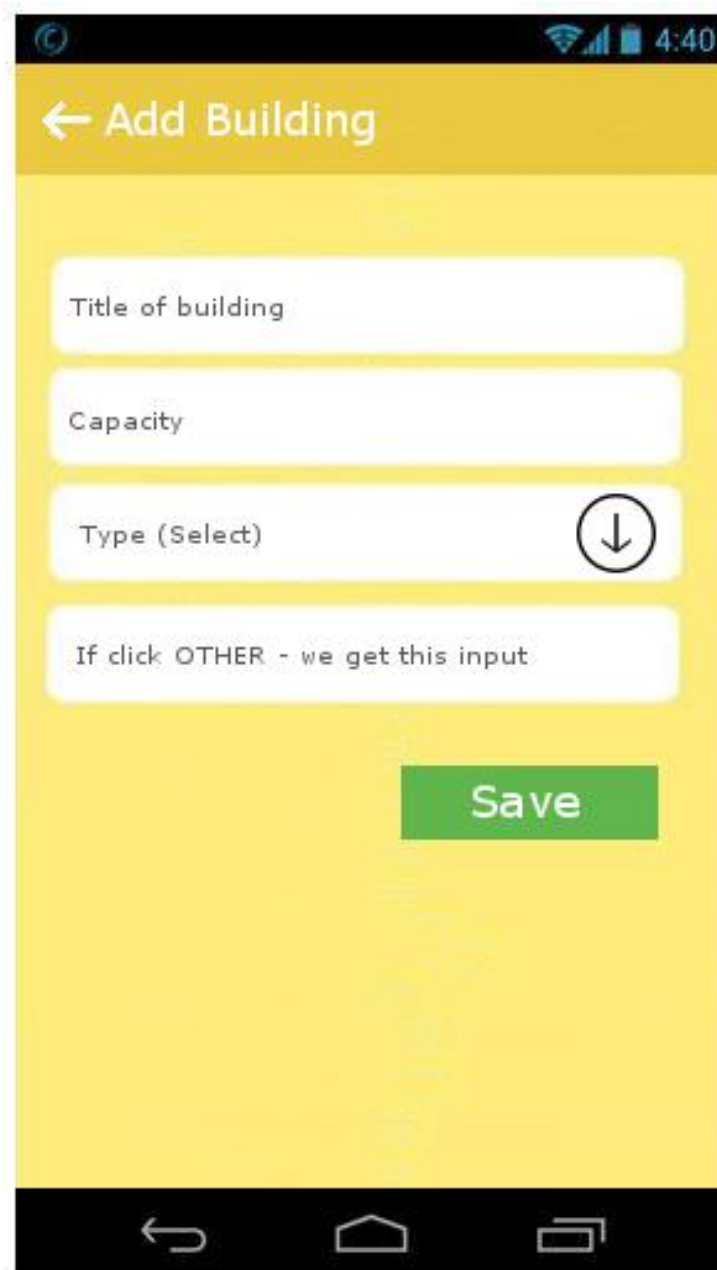 4:40
Add Building
Title of building
Capacity
Type (Select)
If click OTHER - we get this input
Save